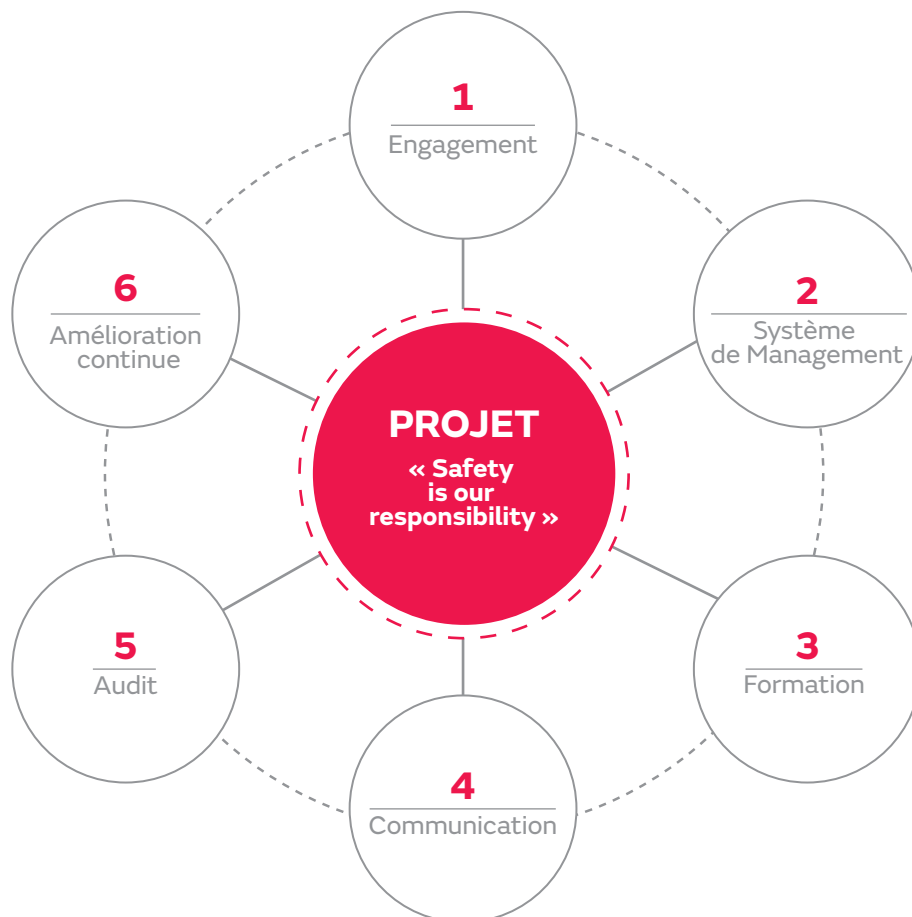 1
Engagement
2
Système
de Management
3
Formation
4
Communication
5
Audit
6
Amélioration
continue
PROJET
« Safety
is our
responsibility »